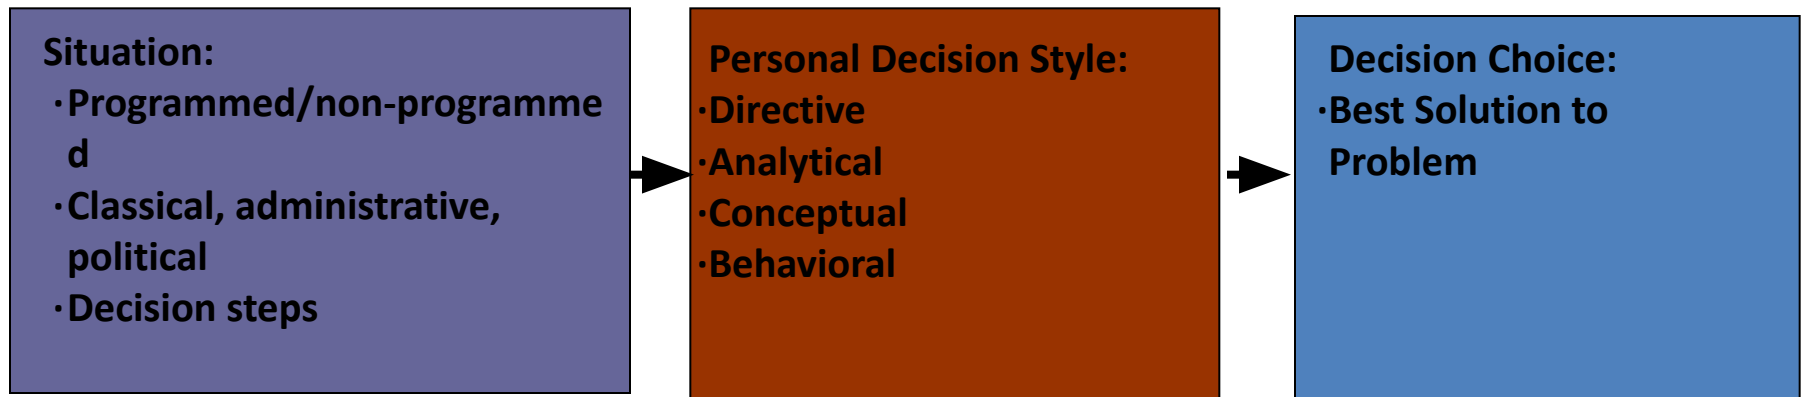 Situation:
·Programmed/non-programme
d
·Classical, administrative,
political
·Decision steps
Personal Decision Style:
·Directive
·Analytical
·Conceptual
·Behavioral
Decision Choice:
·Best Solution to
Problem